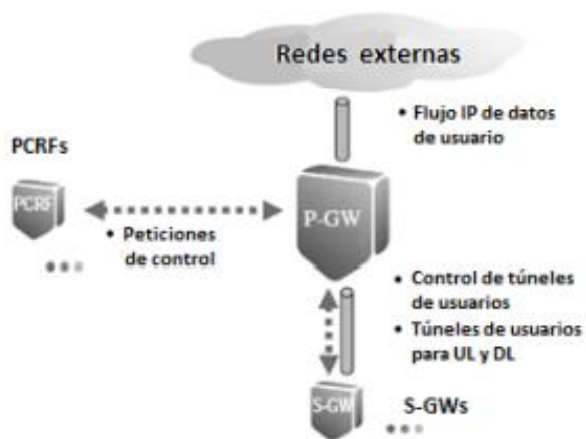 Redes externas
• Flujo IP de datos
de usuario
PCRFs
PCRF
P-GW
• Peticiones
de control
• Control de túneles
de usuarios
• Túneles de usuarios
para UL y DL
S-GW
S-GWs